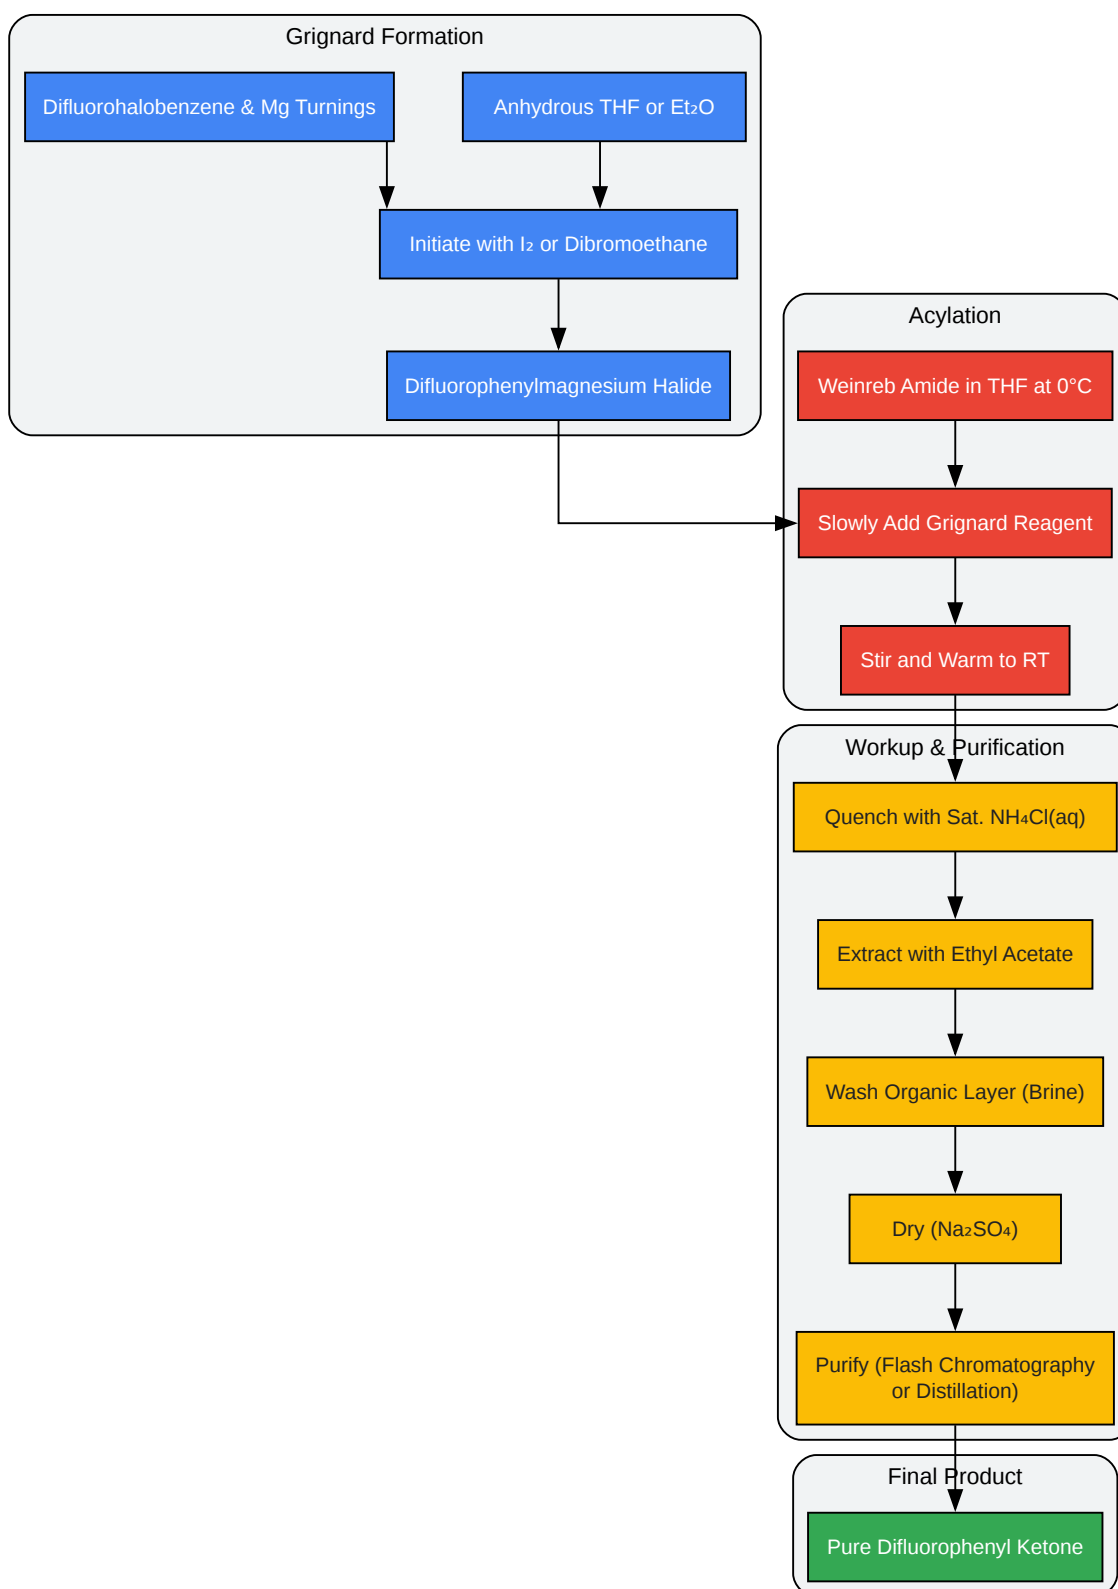 Grignard Formation
Difluorohalobenzene & Mg Turnings
Anhydrous THF or Et₂O
Initiate with I₂ or Dibromoethane
Difluorophenylmagnesium Halide
Acylation
Weinreb Amide in THF at 0°C
Slowly Add Grignard Reagent
Stir and Warm to RT
Workup & Purification
Quench with Sat. NH₄Cl(aq)
Extract with Ethyl Acetate
Wash Organic Layer (Brine)
Dry (Na₂SO₄)
Purify (Flash Chromatography
or Distillation)
Final Product
Pure Difluorophenyl Ketone